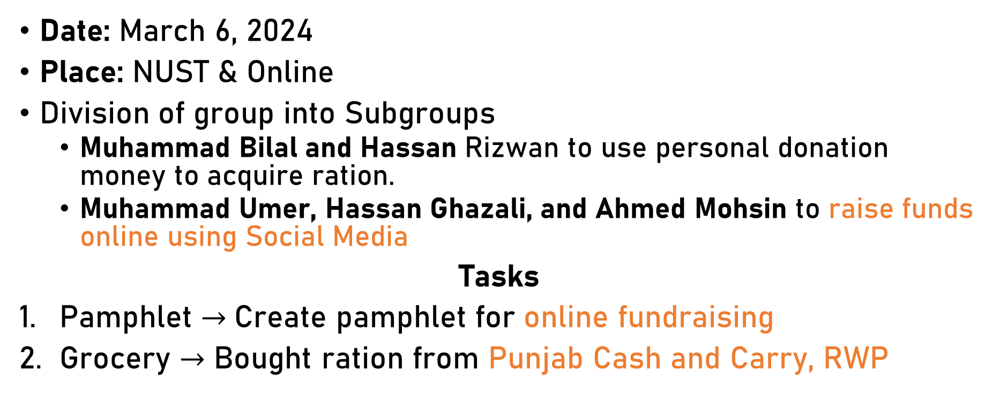 • Date: March 6, 2024
• Place: NUST & Online
• Division of group into Subgroups
• Muhammad Bilal and Hassan Rizwan to use personal donation
money to acquire ration.
• Muhammad Umer, Hassan Ghazali, and Ahmed Mohsin to raise funds
online using Social Media
Tasks
1. Pamphlet → Create pamphlet for online fundraising
2. Grocery → Bought ration from Punjab Cash and Carry, RWP